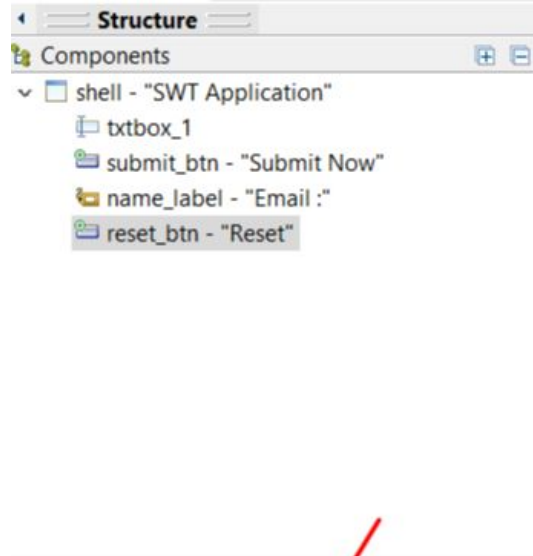 Structure
Components
shell - "SWT Application"
txtbox_1
submit_btn - "Submit Now"
name_label - "Email :"
reset_btn - "Reset"